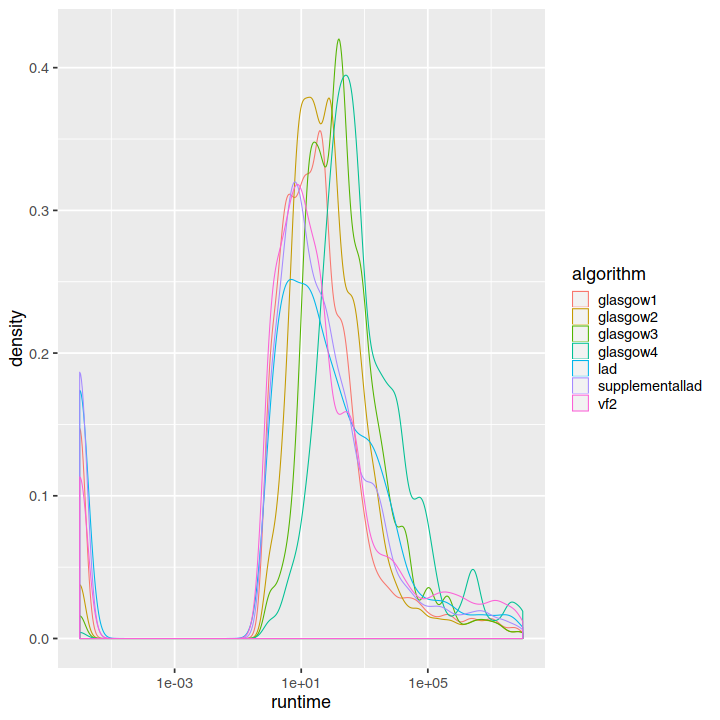 0.4
0.3
0.2
0.1
0.0
density
1e-03
1e+01
1e+05
runtime
algorithm
glasgow1
glasgow2
glasgow3
glasgow4
lad
supplementallad
vf2